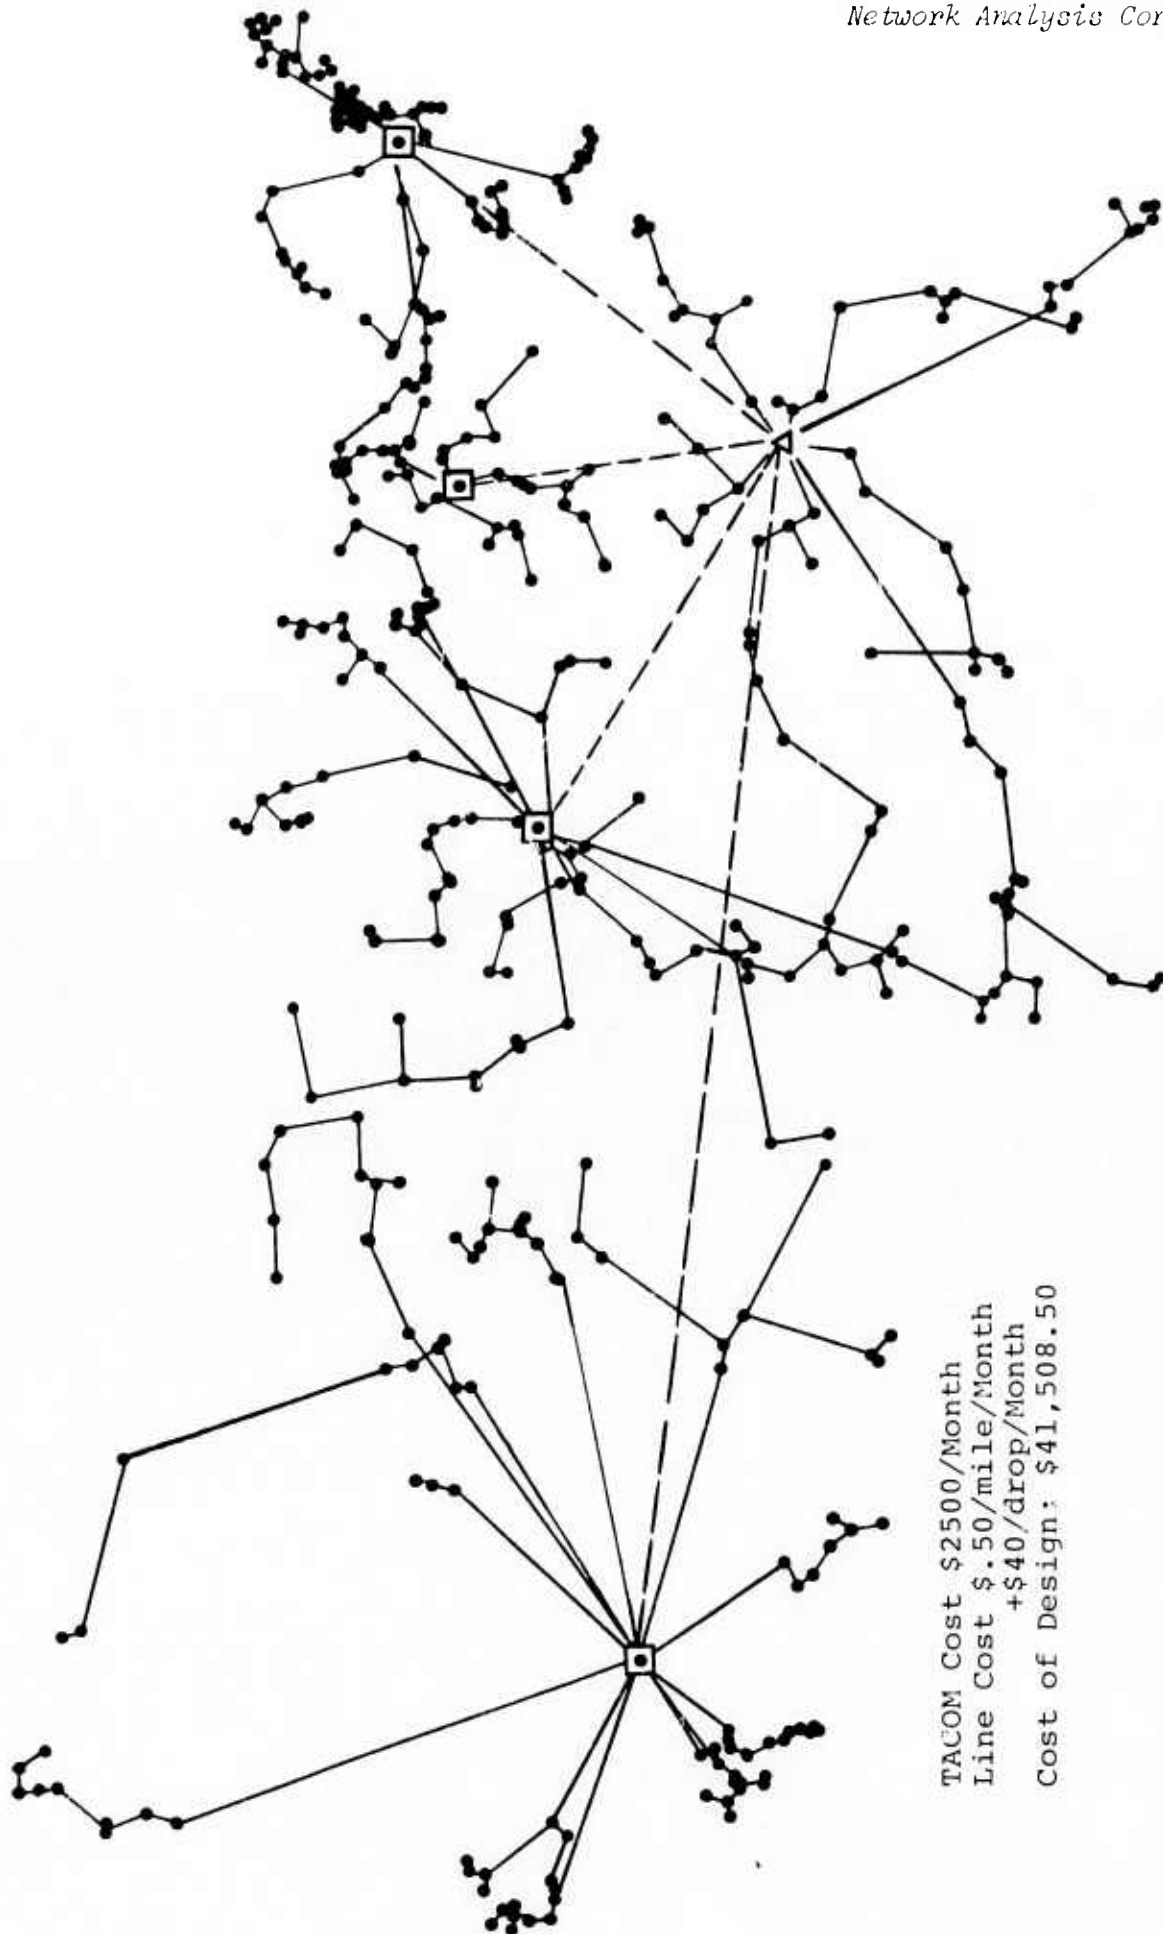 Network Analysis Cor
TACOM Cost $2500/Month
Line Cost $.50/mile/Month
+$40/drop/Month
Cost of Design: $41,508.50